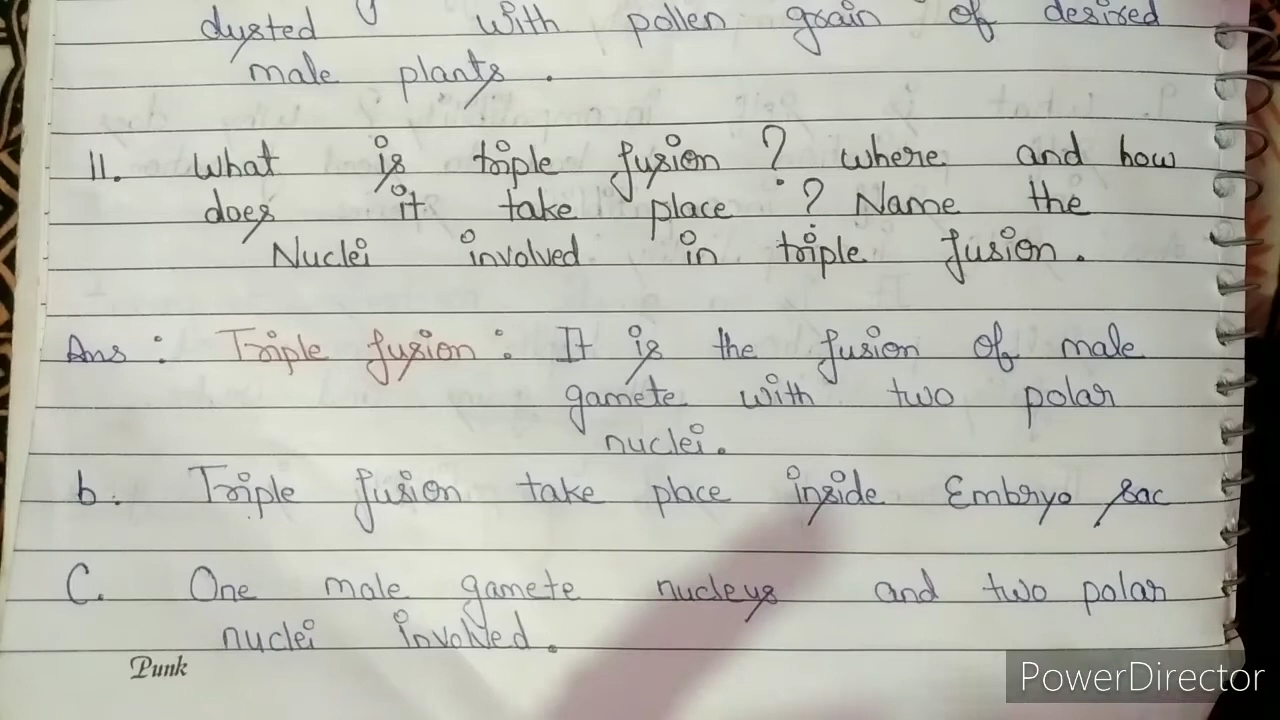 dusted with pollen grain of desired
male plants.
11. What is triple fusion ? where and how
does it take place ? Name the
Nuclei involved in triple fusion.
Ans : Triple fusion : It is the fusion of male
gamete with two polar
nuclei.
b. Triple fusion take place inside Embryo sac
C. One male gamete nucleus and two polar
nuclei involved.
Punk
PowerDirector